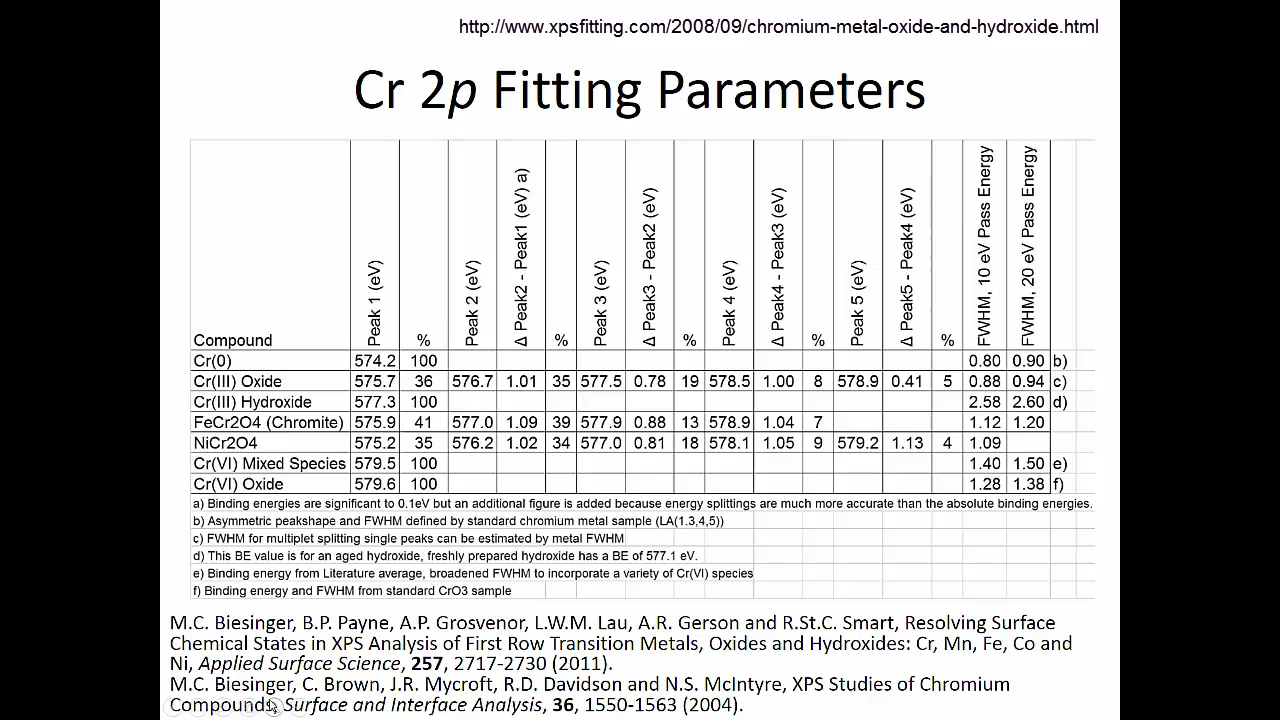 http://www.xpsfitting.com/2008/09/chromium-metal-oxide-and-hydroxide.html
Cr 2p Fitting Parameters
Compound Peak 1 (eV) % Peak 2 (eV) Δ Peak2 - Peak1 (eV) a) % Peak 3 (eV) Δ Peak3 - Peak2 (eV) % Peak 4 (eV) Δ Peak4 - Peak3 (eV) % Peak 5 (eV) Δ Peak5 - Peak4 (eV) % FWHM, 10 eV Pass Energy FWHM, 20 eV Pass Energy
Cr(0) 574.2 100 0.80 0.90 b)
Cr(III) Oxide 575.7 36 576.7 1.01 35 577.5 0.78 19 578.5 1.00 8 578.9 0.41 5 0.88 0.94 c)
Cr(III) Hydroxide 577.3 100 2.58 2.60 d)
FeCr2O4 (Chromite) 575.9 41 577.0 1.09 39 577.9 0.88 13 578.9 1.04 7 1.12 1.20
NiCr2O4 575.2 35 576.2 1.02 34 577.0 0.81 18 578.1 1.05 9 579.2 1.13 4 1.09
Cr(VI) Mixed Species 579.5 100 1.40 1.50 e)
Cr(VI) Oxide 579.6 100 1.28 1.38 f)
a) Binding energies are significant to 0.1eV but an additional figure is added because energy splittings are much more accurate than the absolute binding energies.
b) Asymmetric peakshape and FWHM defined by standard chromium metal sample (LA(1.3,4,5))
c) FWHM for multiplet splitting single peaks can be estimated by metal FWHM
d) This BE value is for an aged hydroxide, freshly prepared hydroxide has a BE of 577.1 eV.
e) Binding energy from Literature average, broadened FWHM to incorporate a variety of Cr(VI) species
f) Binding energy and FWHM from standard CrO3 sample
M.C. Biesinger, B.P. Payne, A.P. Grosvenor, L.W.M. Lau, A.R. Gerson and R.St.C. Smart, Resolving Surface
Chemical States in XPS Analysis of First Row Transition Metals, Oxides and Hydroxides: Cr, Mn, Fe, Co and
Ni, Applied Surface Science, 257, 2717-2730 (2011).
M.C. Biesinger, C. Brown, J.R. Mycroft, R.D. Davidson and N.S. McIntyre, XPS Studies of Chromium
Compounds, Surface and Interface Analysis, 36, 1550-1563 (2004).